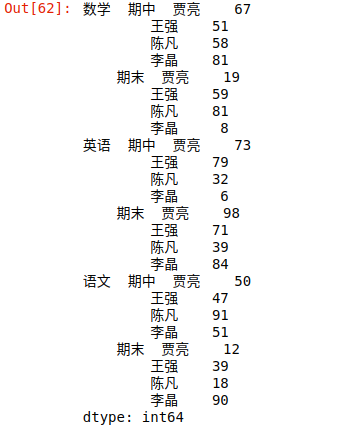 Out[62]: 数学 期中 贾亮 67
王强 51
陈凡 58
李晶 81
期末 贾亮 19
王强 59
陈凡 81
李晶 8
英语 期中 贾亮 73
王强 79
陈凡 32
李晶 6
期末 贾亮 98
王强 71
陈凡 39
李晶 84
语文 期中 贾亮 50
王强 47
陈凡 91
李晶 51
期末 贾亮 12
王强 39
陈凡 18
李晶 90
dtype: int64